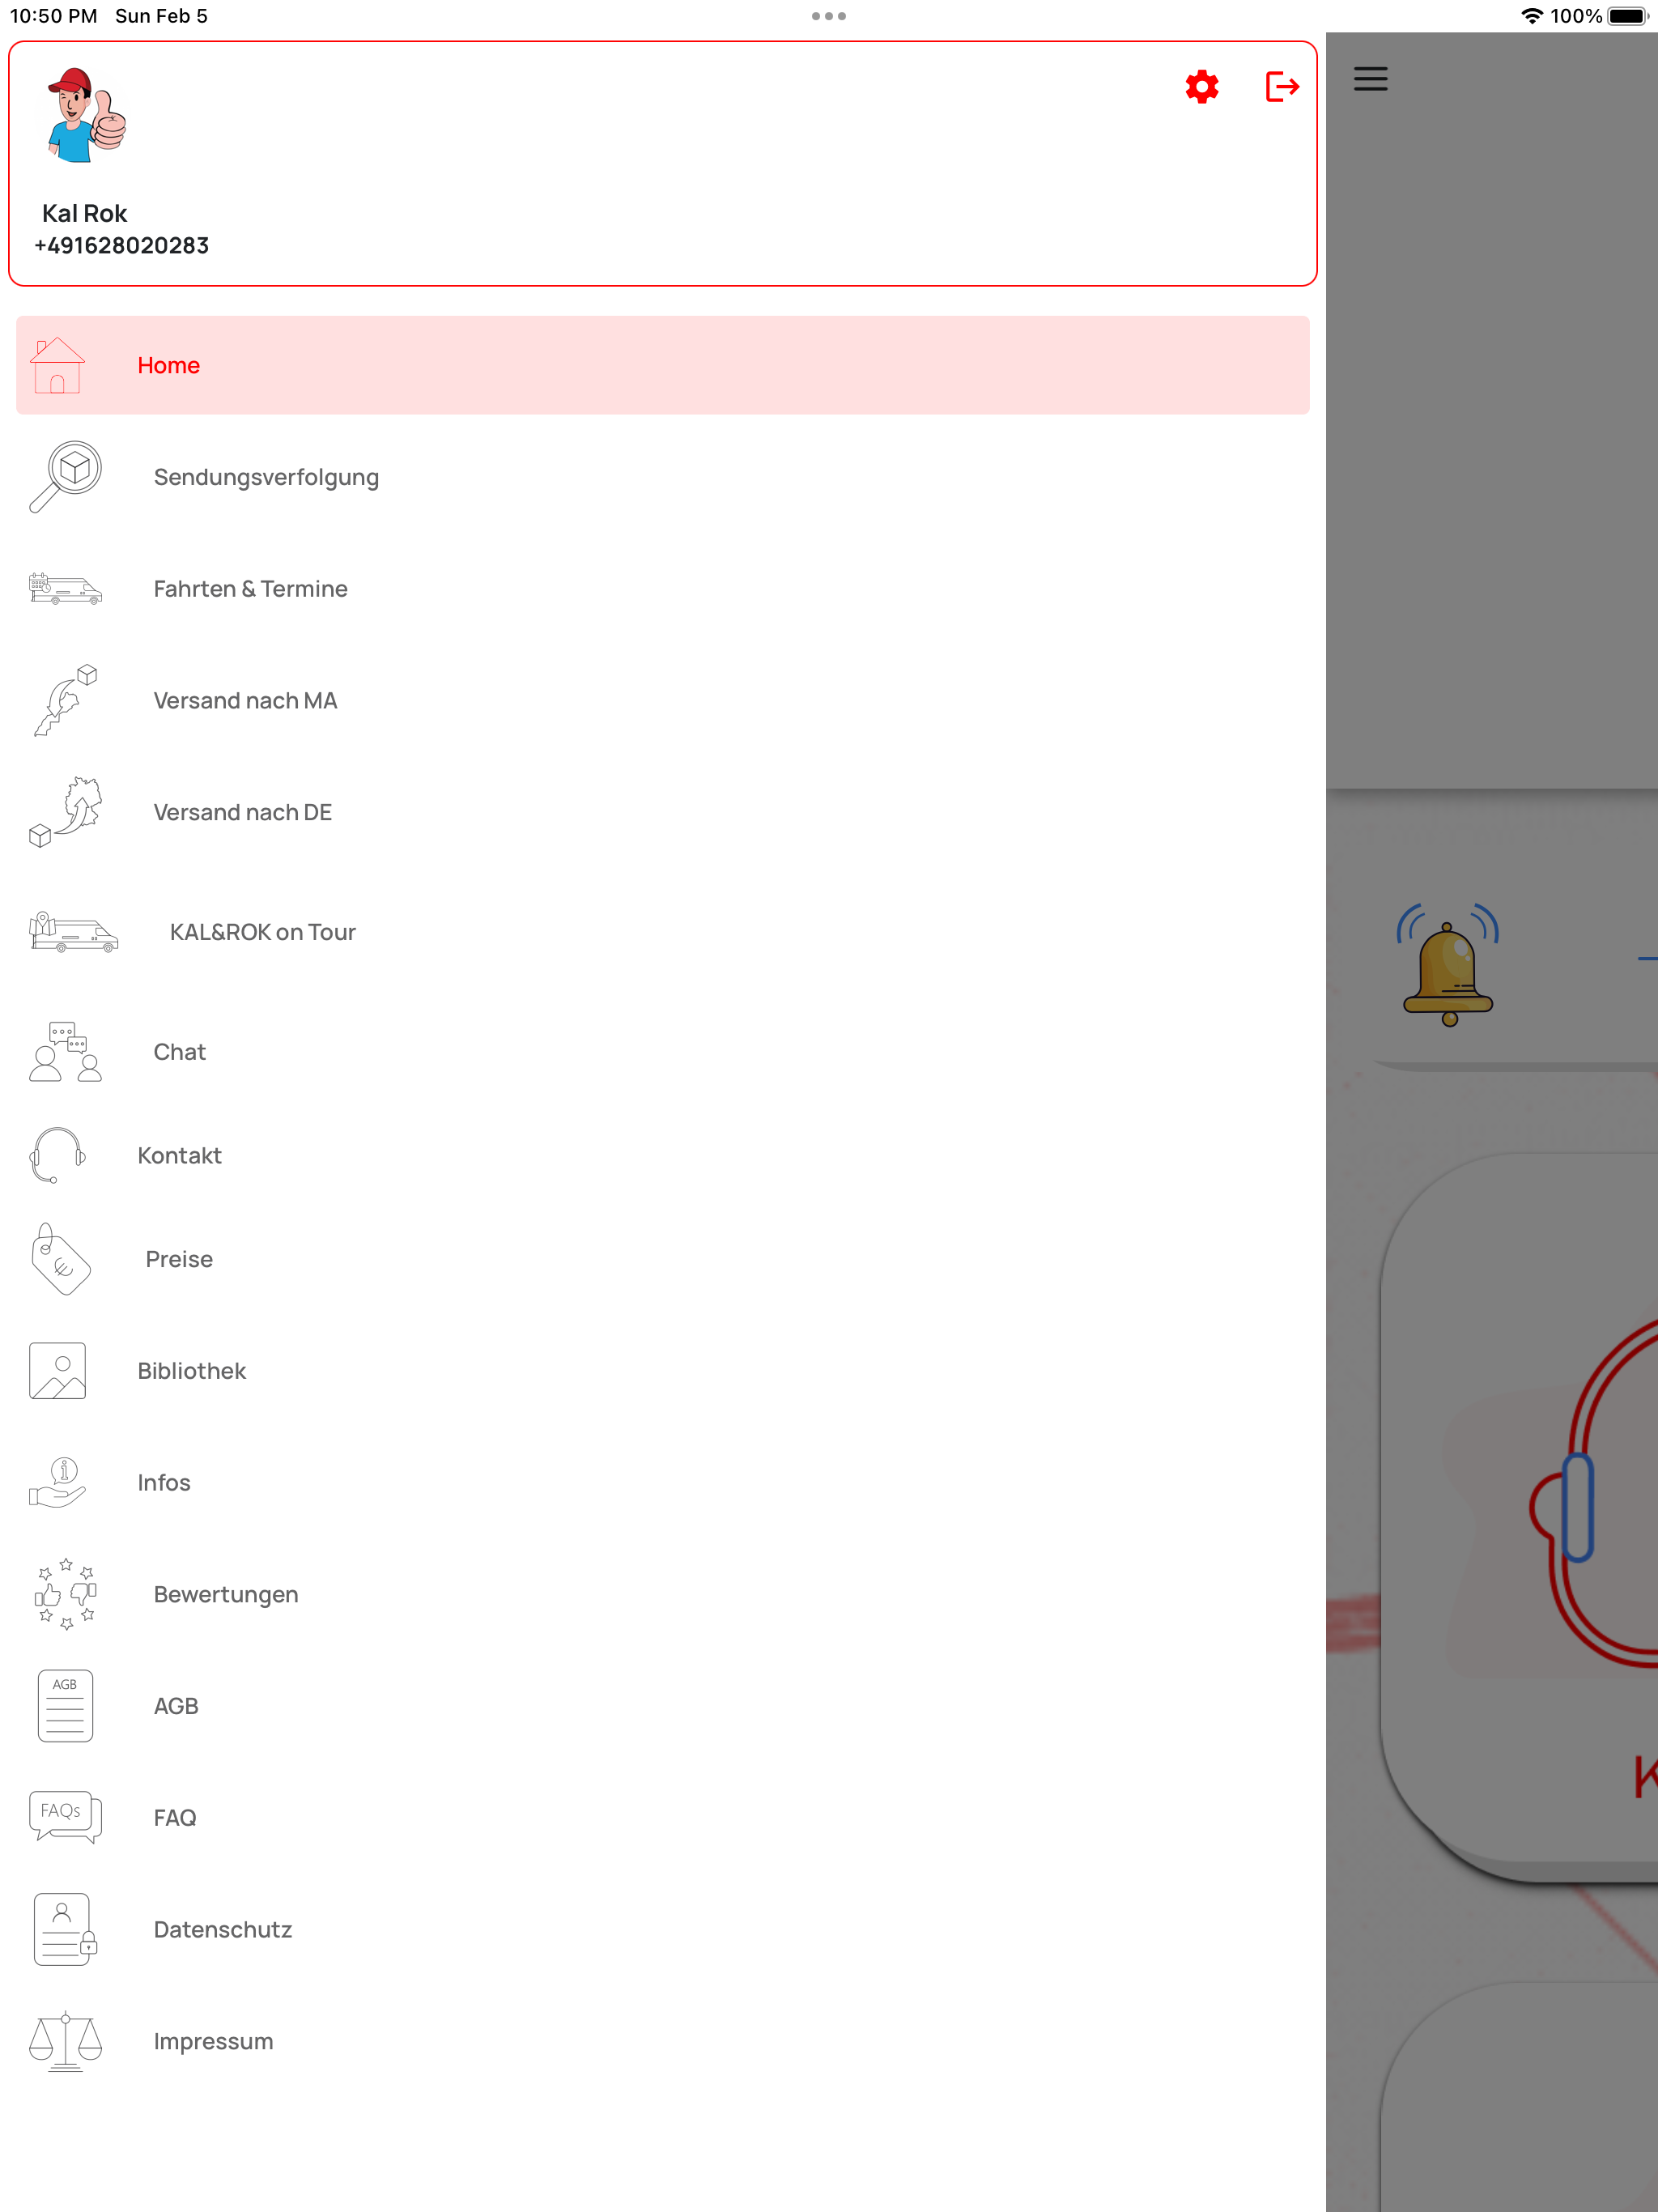 10:50 PM Sun Feb 5
100%
Kal Rok
+491628020283
Home
Sendungsverfolgung
Fahrten & Termine
Versand nach MA
Versand nach DE
KAL&ROK on Tour
Chat
Kontakt
Preise
Bibliothek
Infos
Bewertungen
AGB
AGB
FAQs
FAQ
Datenschutz
Impressum
K